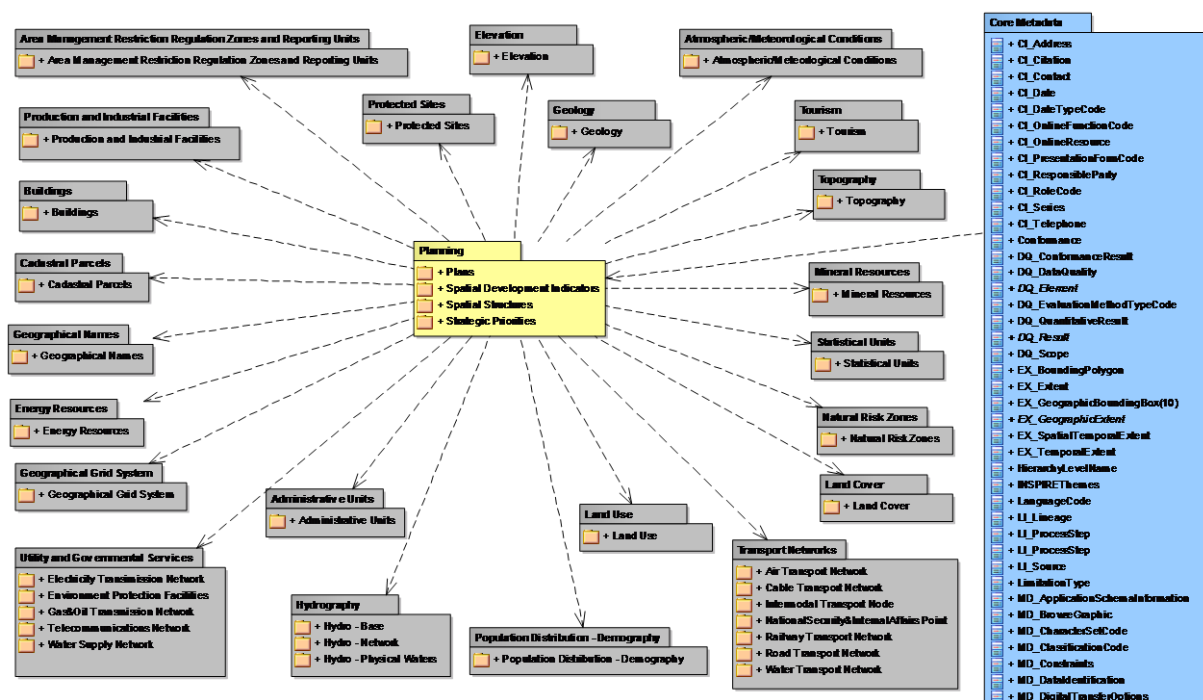 Area Management Restriction Regulation Zones and Reporting Units
+ Area Management Restriction Regulation Zones and Reporting Units
Elevation
+ Elevation
Atmospheric/Meteorological Conditions
+ Atmospheric/Meteorological Conditions
Production and Industrial Facilities
+ Production and Industrial Facilities
Protected Sites
+ Protected Sites
Geology
+ Geology
Tourism
+ Tourism
Buildings
+ Buildings
Topography
+ Topography
Planning
+ Plans
+ Spatial Development Indicators
+ Spatial Structures
+ Strategic Priorities
Cadastral Parcels
+ Cadastral Parcels
Mineral Resources
+ Mineral Resources
Geographical Names
+ Geographical Names
Statistical Units
+ Statistical Units
Energy Resources
+ Energy Resources
Natural Risk Zones
+ Natural Risk Zones
Geographical Grid System
+ Geographical Grid System
Administrative Units
+ Administrative Units
Land Use
+ Land Use
Land Cover
+ Land Cover
Utility and Governmental Services
+ Electricity Transmission Network
+ Environment Protection Facilities
+ Gas&Oil Transmission Network
+ Telecommunications Network
+ Water Supply Network
Hydrography
+ Hydro - Base
+ Hydro - Network
+ Hydro - Physical Waters
Population Distribution - Demography
+ Population Distribution - Demography
Transport Networks
+ Air Transport Network
+ Cable Transport Network
+ Intermodal Transport Node
+ NationalSecurity&InternalAffairs Point
+ Railway Transport Network
+ Road Transport Network
+ Water Transport Network
Core Metadata
+ CI_Address
+ CI_Citation
+ CI_Contact
+ CI_Date
+ CI_DateTypeCode
+ CI_OnlineFunctionCode
+ CI_OnlineResource
+ CI_PresentationFormCode
+ CI_ResponsibleParty
+ CI_RoleCode
+ CI_Series
+ CI_Telephone
+ Conformance
+ DQ_ConformanceResult
+ DQ_DataQuality
+ DQ_Element
+ DQ_EvaluationMethodTypeCode
+ DQ_QuantitativeResult
+ DQ_Result
+ DQ_Scope
+ EX_BoundingPolygon
+ EX_Extent
+ EX_GeographicBoundingBox(10)
+ EX_GeographicExtent
+ EX_SpatialTemporalExtent
+ EX_TemporalExtent
+ HierarchyLevelName
+ INSPIREThemes
+ LanguageCode
+ LI_Lineage
+ LI_ProcessStep
+ LI_ProcessStep
+ LI_Source
+ LimitationType
+ MD_ApplicationSchemaInformation
+ MD_BrowseGraphic
+ MD_CharacterSetCode
+ MD_ClassificationCode
+ MD_Constraints
+ MD_DataIdentification
+ MD_DigitalTransferOptions